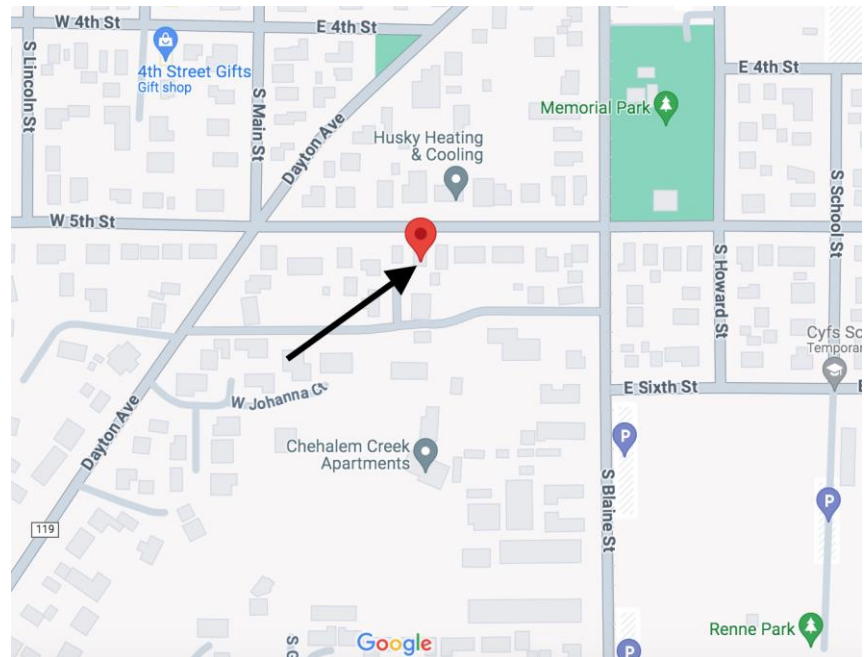 W 4th St
E 4th St
4th Street Gifts
Gift shop
S Lincoln St
S Main St
Dayton Ave
Husky Heating
& Cooling
Memorial Park
E 4th St
S School St
W 5th St
S Howard St
Cyfs Sc
Temporar
E Sixth St
E
W Johanna Ct
Dayton Ave
Chehalem Creek
Apartments
P
S Blaine St
P
119
Renne Park
Google
S G
P